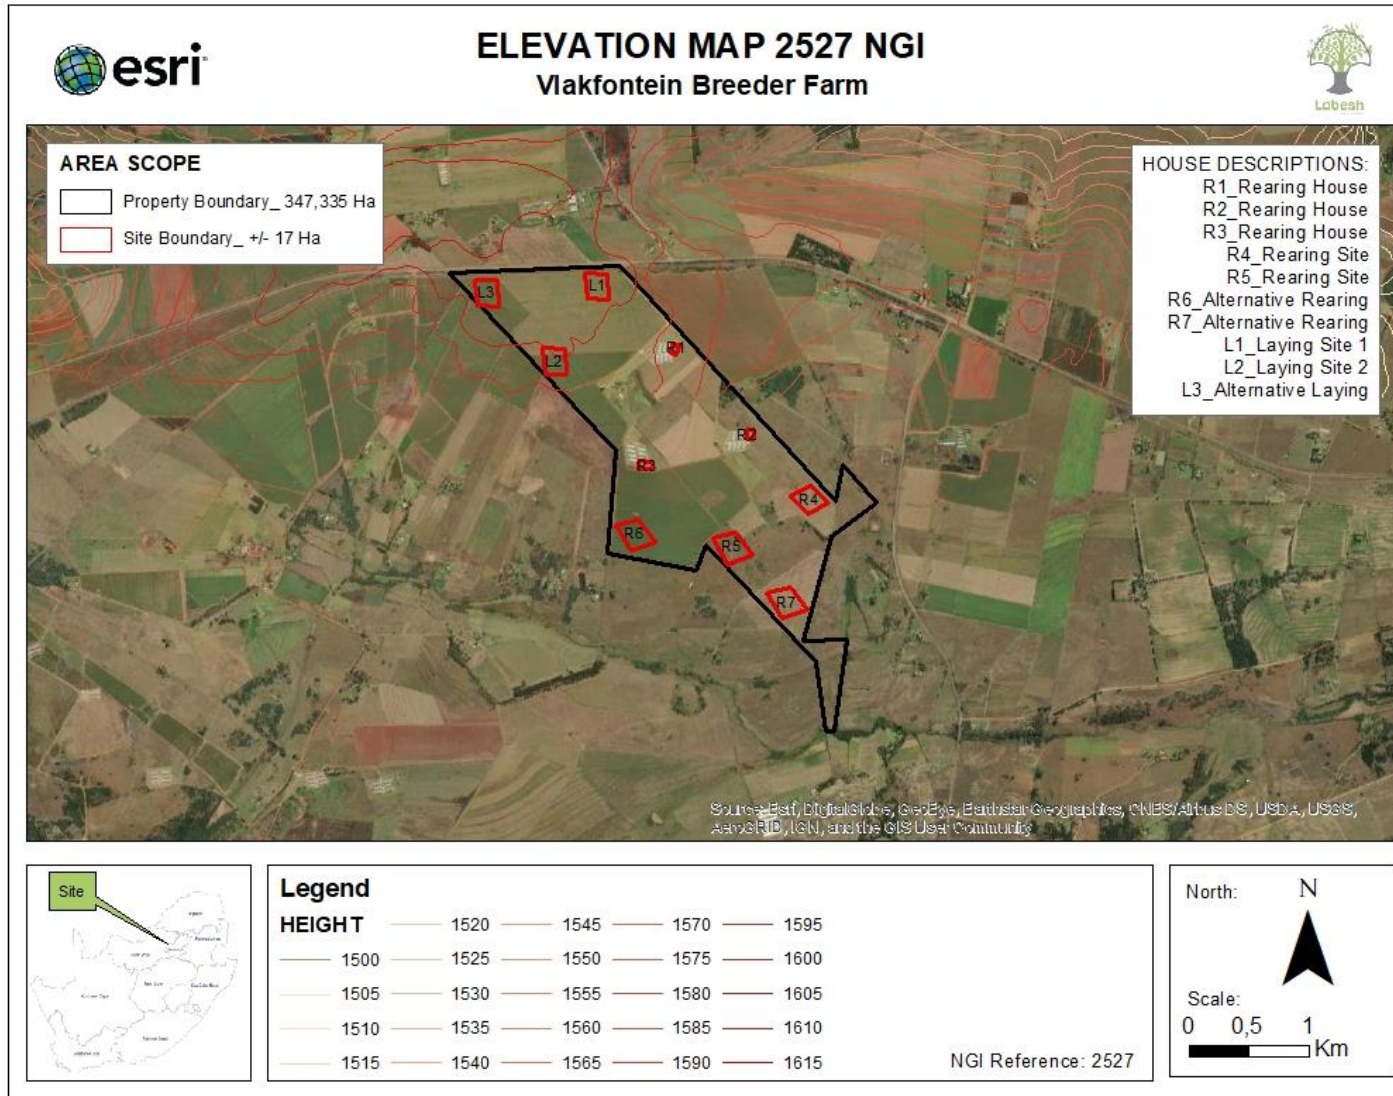 esri
ELEVATION MAP 2527 NGI
Vlakfontein Breeder Farm
Labesh
AREA SCOPE
Property Boundary_ 347,335 Ha
Site Boundary_ +/- 17 Ha
HOUSE DESCRIPTIONS:
R1_Rearing House
R2_Rearing House
R3_Rearing House
R4_Rearing Site
R5_Rearing Site
R6_Alternative Rearing
R7_Alternative Rearing
L1_Laying Site 1
L2_Laying Site 2
L3_Alternative Laying
L3
L1
R1
L2
R2
R3
R4
R6
R5
R7
Source: Esri, DigitalGlobe, GeoEye, Earthstar Geographics, CNES/Airbus DS, USDA, USGS,
AeroGRID, IGN, and the GIS User Community
Site
Legend
HEIGHT
1500
1505
1510
1515
1520
1525
1530
1535
1540
1545
1550
1555
1560
1565
1570
1575
1580
1585
1590
1595
1600
1605
1610
1615
NGI Reference: 2527
North:
N
Scale:
0 0,5 1
Km